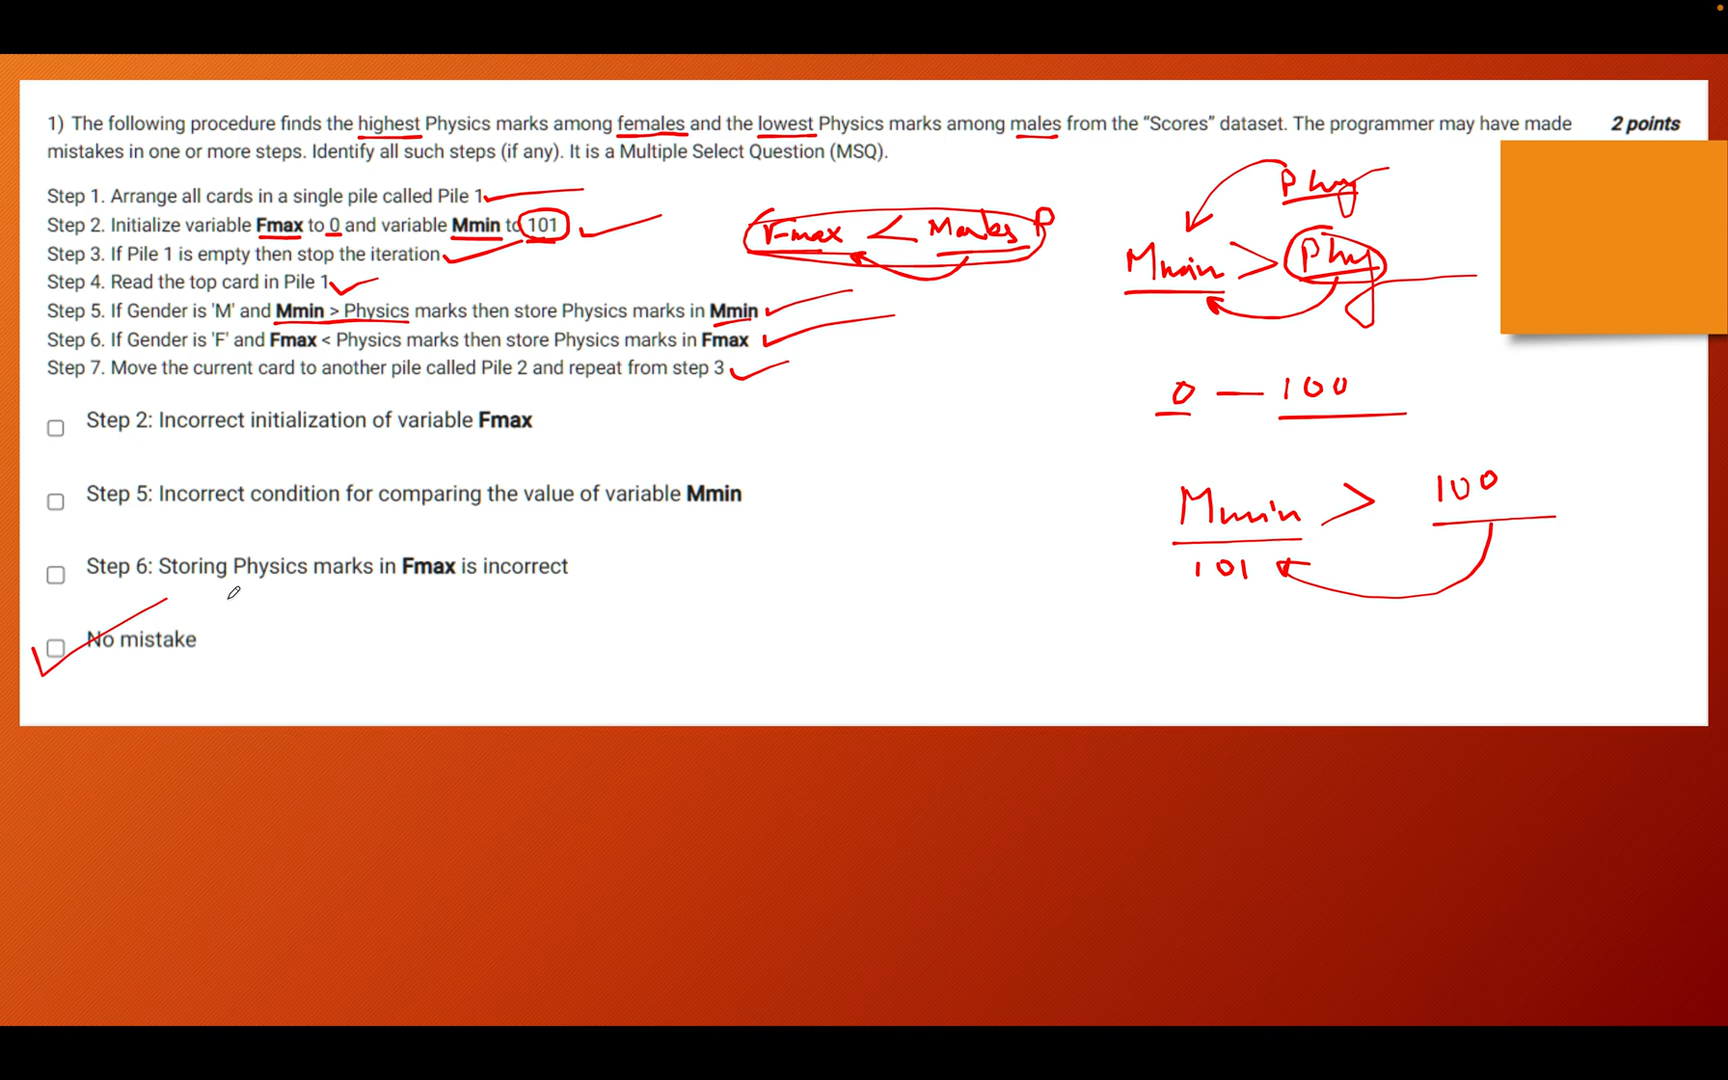 1) The following procedure finds the highest Physics marks among females and the lowest Physics marks among males from the “Scores” dataset. The programmer may have made 2 points
mistakes in one or more steps. Identify all such steps (if any). It is a Multiple Select Question (MSQ).
Step 1. Arrange all cards in a single pile called Pile 1
Step 2. Initialize variable Fmax to 0 and variable Mmin to 101
Step 3. If Pile 1 is empty then stop the iteration
Step 4. Read the top card in Pile 1
Step 5. If Gender is 'M' and Mmin > Physics marks then store Physics marks in Mmin
Step 6. If Gender is 'F' and Fmax < Physics marks then store Physics marks in Fmax
Step 7. Move the current card to another pile called Pile 2 and repeat from step 3
Fmax < Marks P
Phy
Mmin > Phy
0 — 100
Mmin > 100
101
Step 2: Incorrect initialization of variable Fmax
Step 5: Incorrect condition for comparing the value of variable Mmin
Step 6: Storing Physics marks in Fmax is incorrect
No mistake